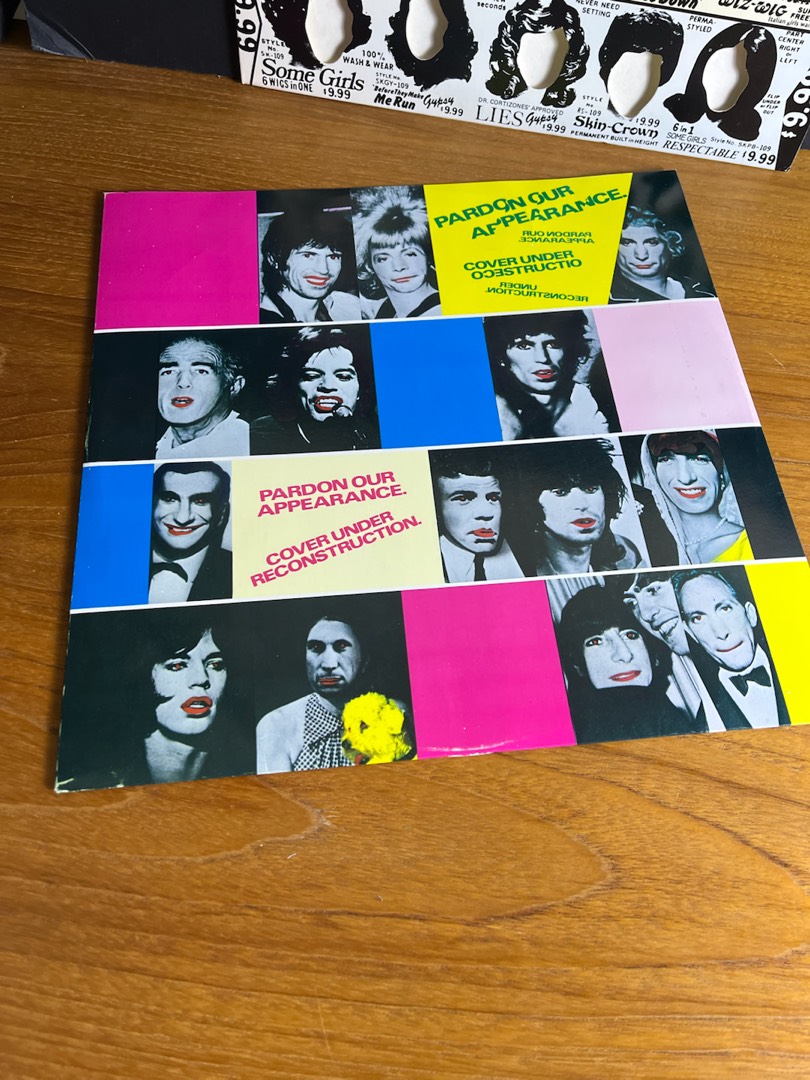 99
seconds
NEVER NEED
SETTING
PERMA-
STYLED
WIZ-WIG
PART
CENTER
RIGHT
OR
LEFT
STYLE
No.
SK-109
100%
WASH & WEAR
Some Girls
6 WIGS in ONE $9.99
STYLE No.
SKGY-109
"Before They Make
Me Run Gypsy
9.99
DR. CORTIZONES' APPROVED
LIES Gypsy
$9.99
STYLE
No
RS-109
$19.99
Skin-Crown
PERMANENT BUILT in HEIGHT
6 in 1
SOME GIRLS
Style No. SKPB-109
RESPECTABLE $9.99
FLIP
UNDER
or FLIP
OUT
PARDON OUR
APPEARANCE.
PARDON OUR
APPEARANCE.
COVER UNDER
RECONSTRUCTIO
UNDER
RECONSTRUCTION.
PARDON OUR
APPEARANCE.
COVER UNDER
RECONSTRUCTION.